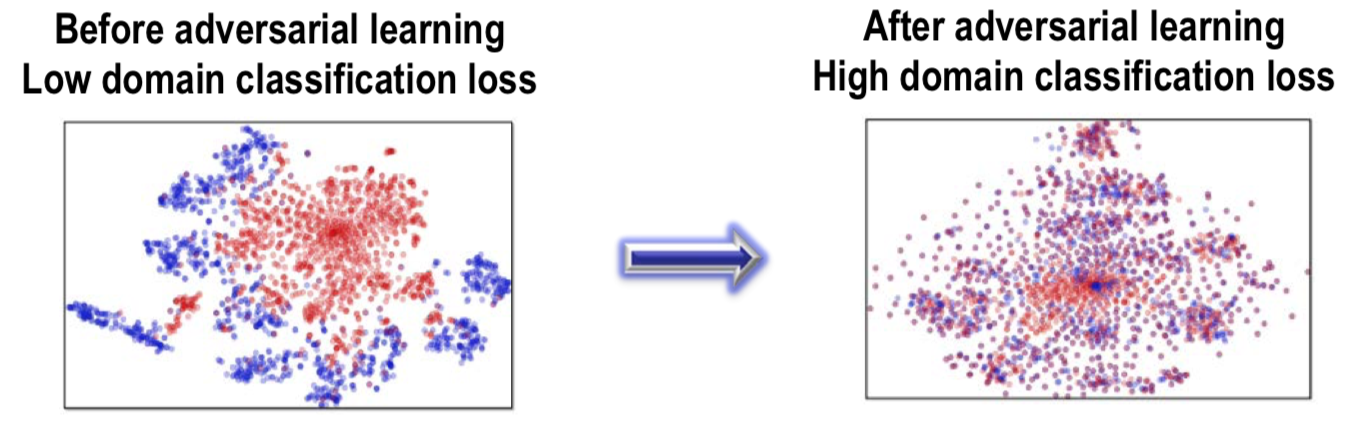 Before adversarial learning
Low domain classification loss
After adversarial learning
High domain classification loss